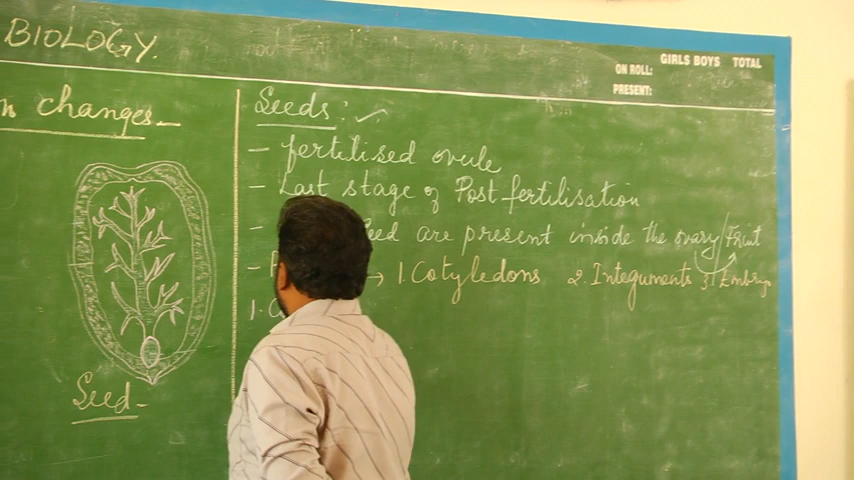 BIOLOGY.
GIRLS BOYS TOTAL
ON ROLL:
PRESENT:
n changes.
Seeds :
- fertilised ovule
- Last stage of Post fertilisation
- eed are present inside the ovary/Fruit
- → 1. Cotyledons 2. Integuments 3. Embryo
1.
Seed -